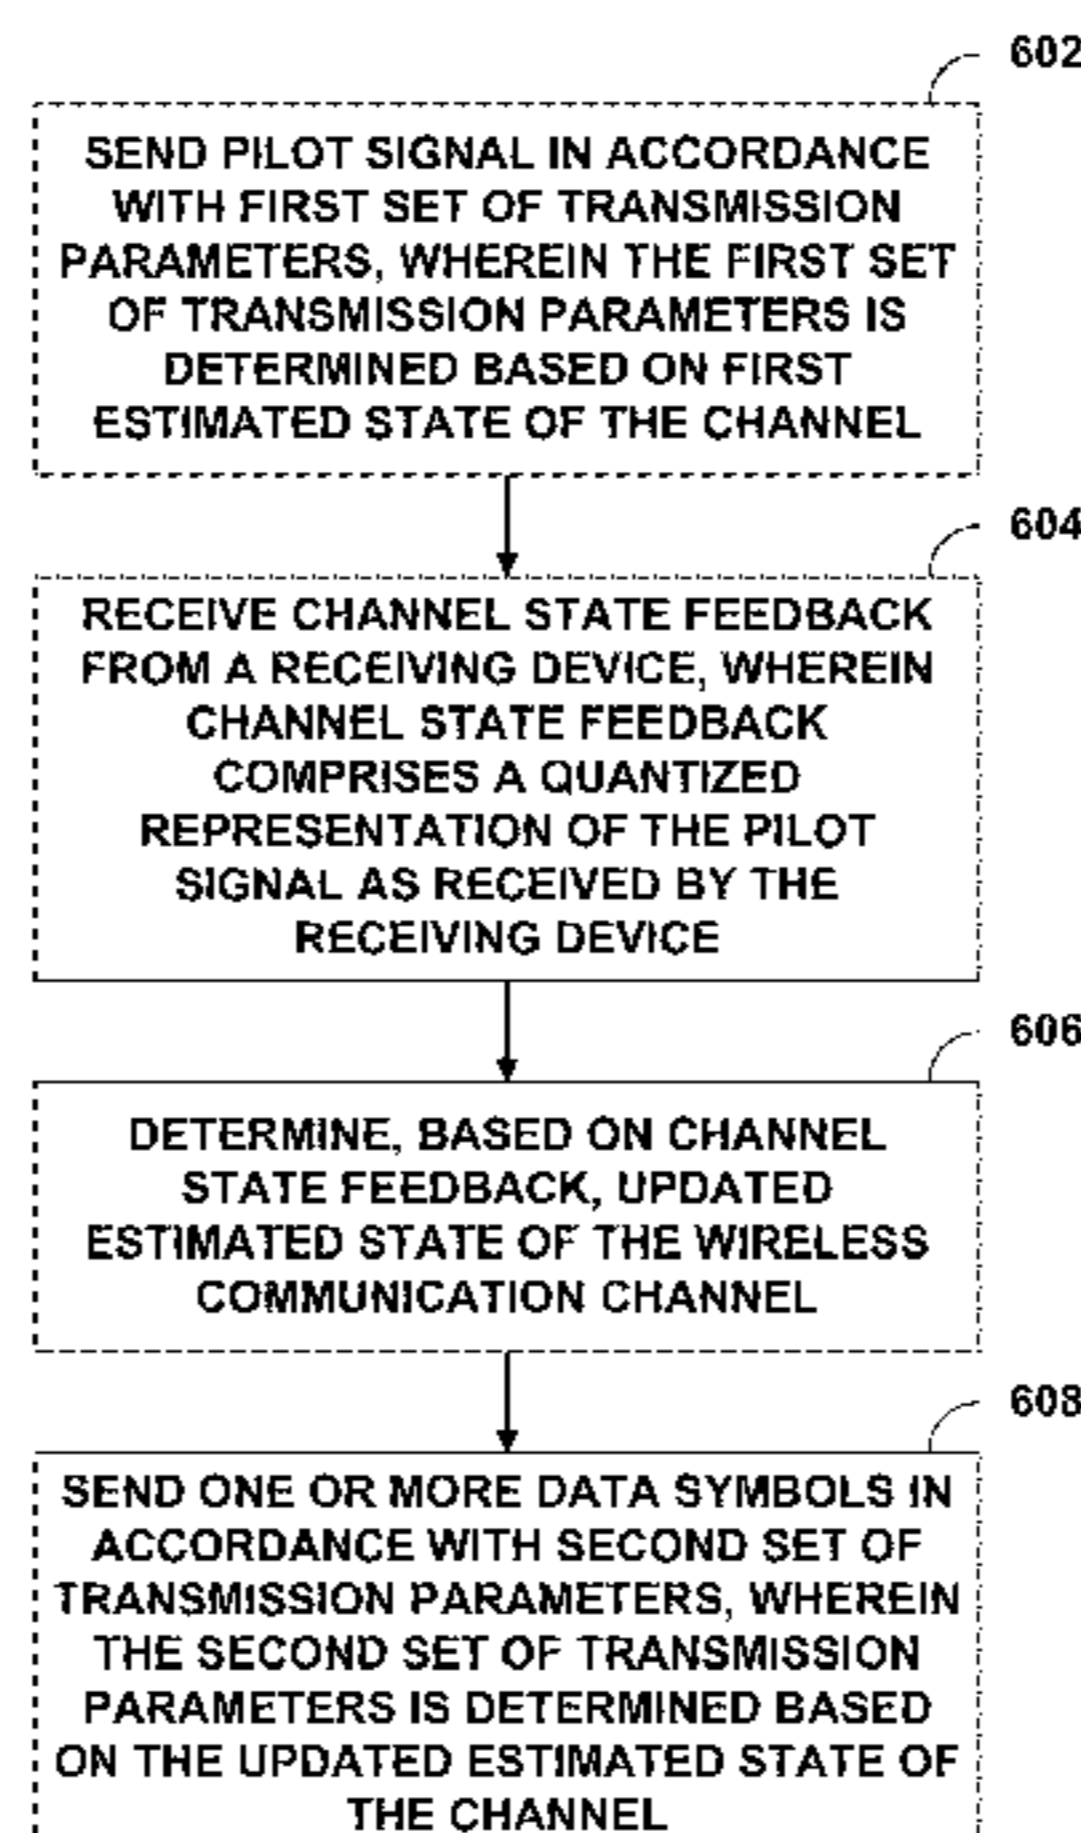 602
SEND PILOT SIGNAL IN ACCORDANCE
WITH FIRST SET OF TRANSMISSION
PARAMETERS, WHEREIN THE FIRST SET
OF TRANSMISSION PARAMETERS IS
DETERMINED BASED ON FIRST
ESTIMATED STATE OF THE CHANNEL
604
RECEIVE CHANNEL STATE FEEDBACK
FROM A RECEIVING DEVICE, WHEREIN
CHANNEL STATE FEEDBACK
COMPRISES A QUANTIZED
REPRESENTATION OF THE PILOT
SIGNAL AS RECEIVED BY THE
RECEIVING DEVICE
606
DETERMINE, BASED ON CHANNEL
STATE FEEDBACK, UPDATED
ESTIMATED STATE OF THE WIRELESS
COMMUNICATION CHANNEL
608
SEND ONE OR MORE DATA SYMBOLS IN
ACCORDANCE WITH SECOND SET OF
TRANSMISSION PARAMETERS, WHEREIN
THE SECOND SET OF TRANSMISSION
PARAMETERS IS DETERMINED BASED
ON THE UPDATED ESTIMATED STATE OF
THE CHANNEL